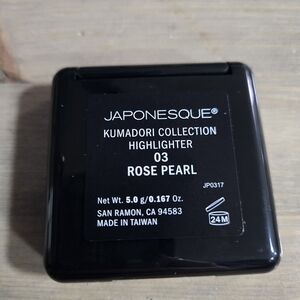 JAPONESQUE®
KUMADORI COLLECTION
HIGHLIGHTER
03
ROSE PEARL
JP0317
Net Wt. 5.0 g/0.167 Oz.
SAN RAMON, CA 94583
MADE IN TAIWAN
24M